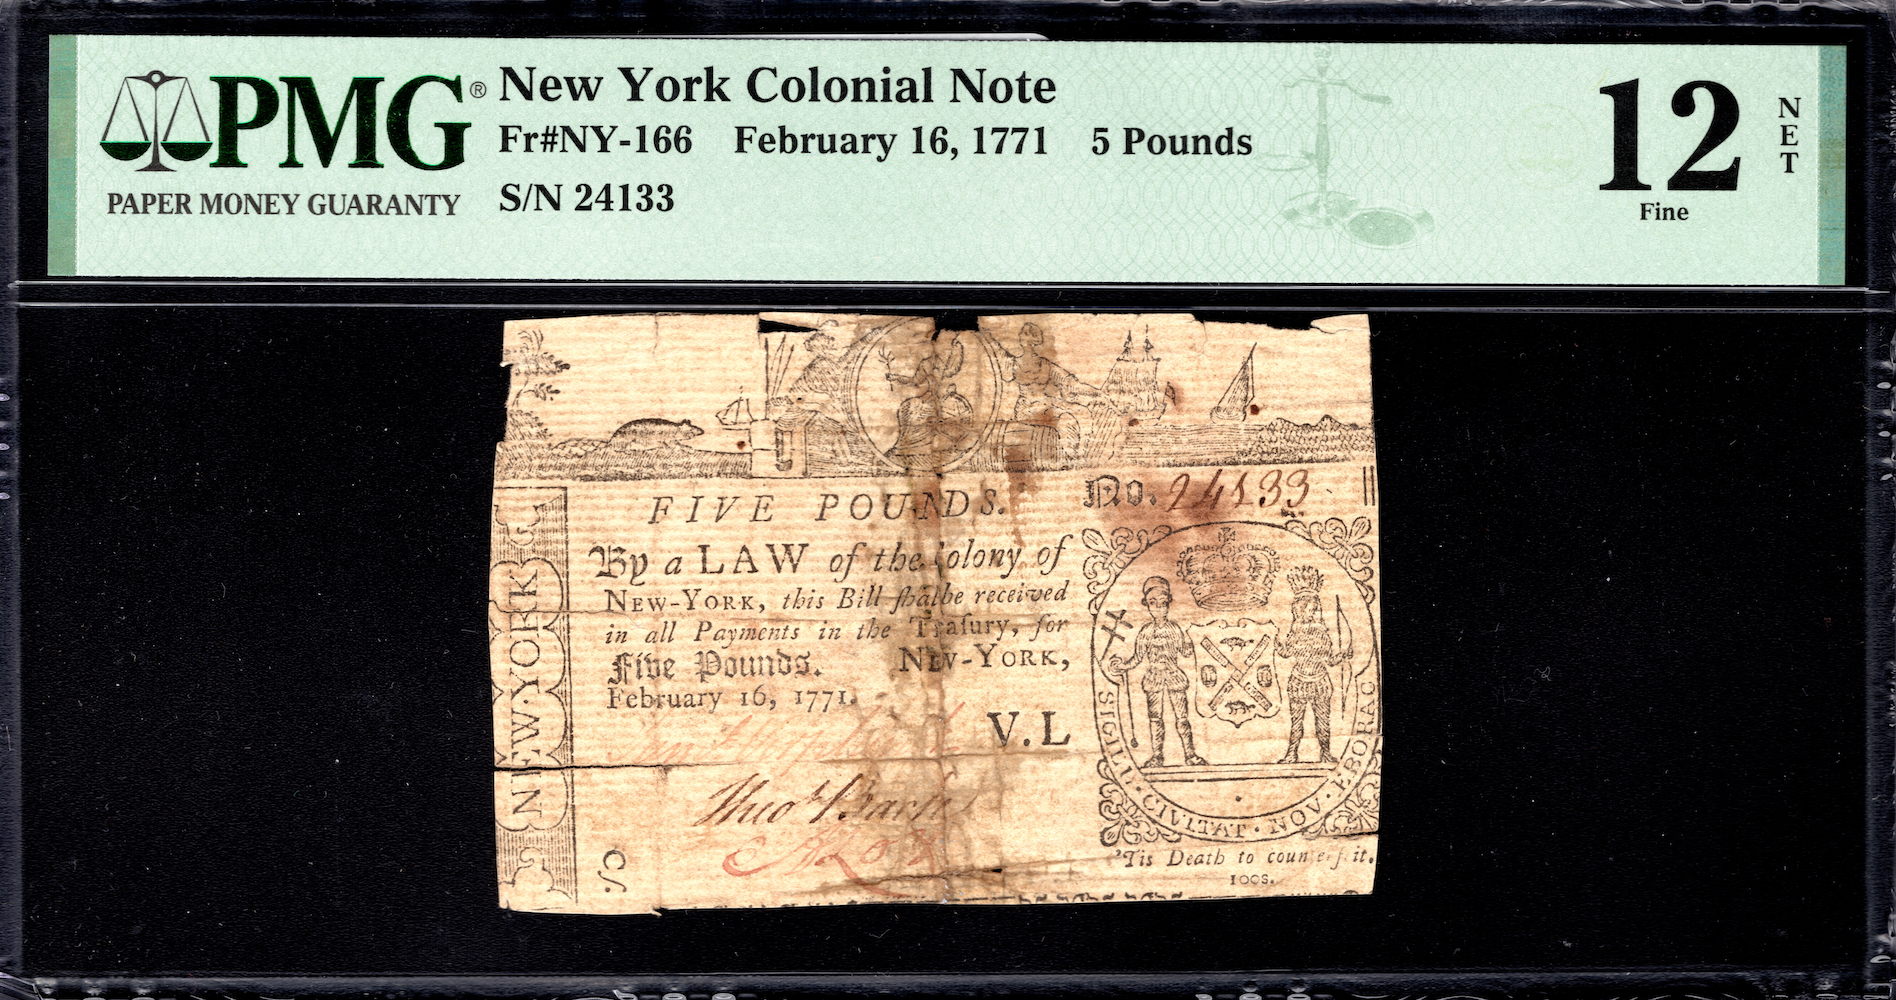 PMG® New York Colonial Note
Fr#NY-166 February 16, 1771 5 Pounds
PAPER MONEY GUARANTY S/N 24133
12 NET
Fine
FIVE POUNDS. No. 24133
By a LAW of the Colony of
NEW-YORK, this Bill ſhall be received
in all Payments in the Treaſury, for
Five Pounds. NEW-YORK,
February 16, 1771.
V. L
NEW·YORK
SIGILL·CIVITAT·NOV·EBORAC
'Tis Death to counterfeit.
100s.